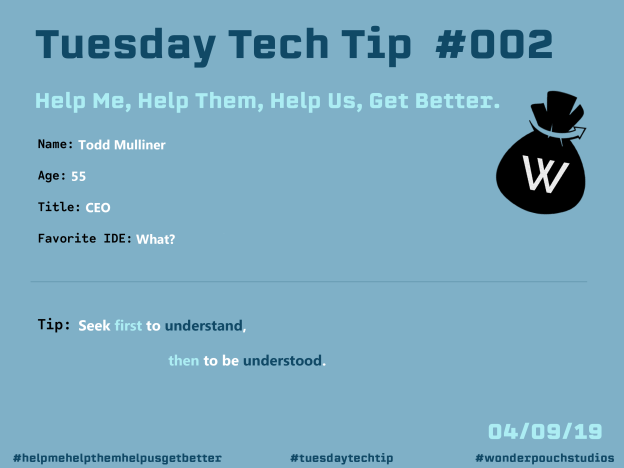 Tuesday Tech Tip #002
Help Me, Help Them, Help Us, Get Better.
Name: Todd Mulliner
Age: 55
Title: CEO
Favorite IDE: What?
W
Tip: Seek first to understand,
then to be understood.
04/09/19
#helpmehelpthemhelpusgetbetter #tuesdaytechtip #wonderpouchstudios